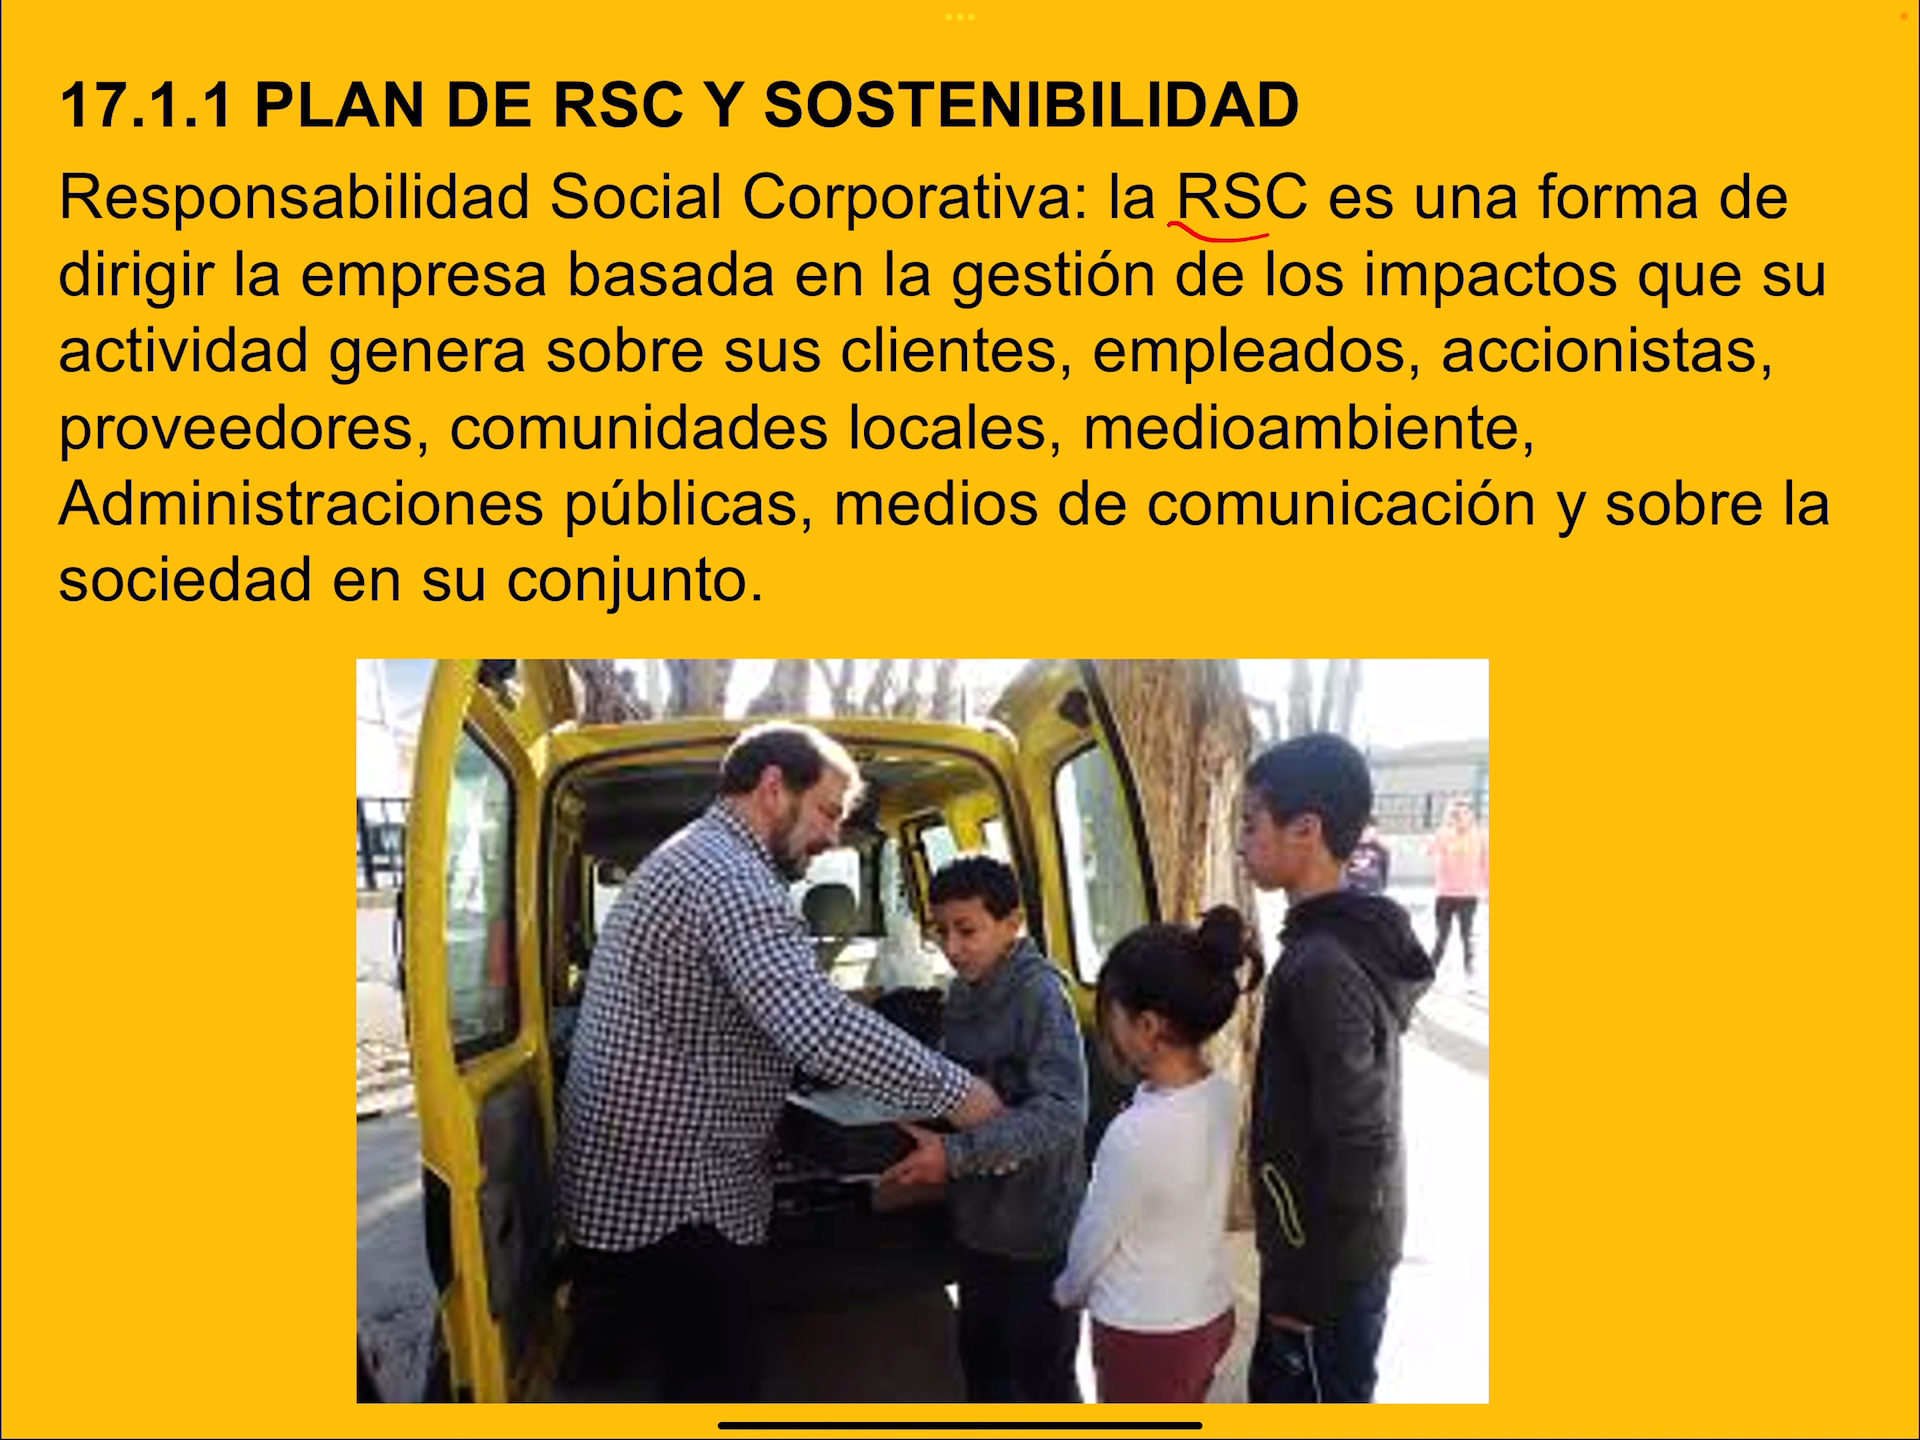 17.1.1 PLAN DE RSC Y SOSTENIBILIDAD
Responsabilidad Social Corporativa: la RSC es una forma de
dirigir la empresa basada en la gestión de los impactos que su
actividad genera sobre sus clientes, empleados, accionistas,
proveedores, comunidades locales, medioambiente,
Administraciones públicas, medios de comunicación y sobre la
sociedad en su conjunto.